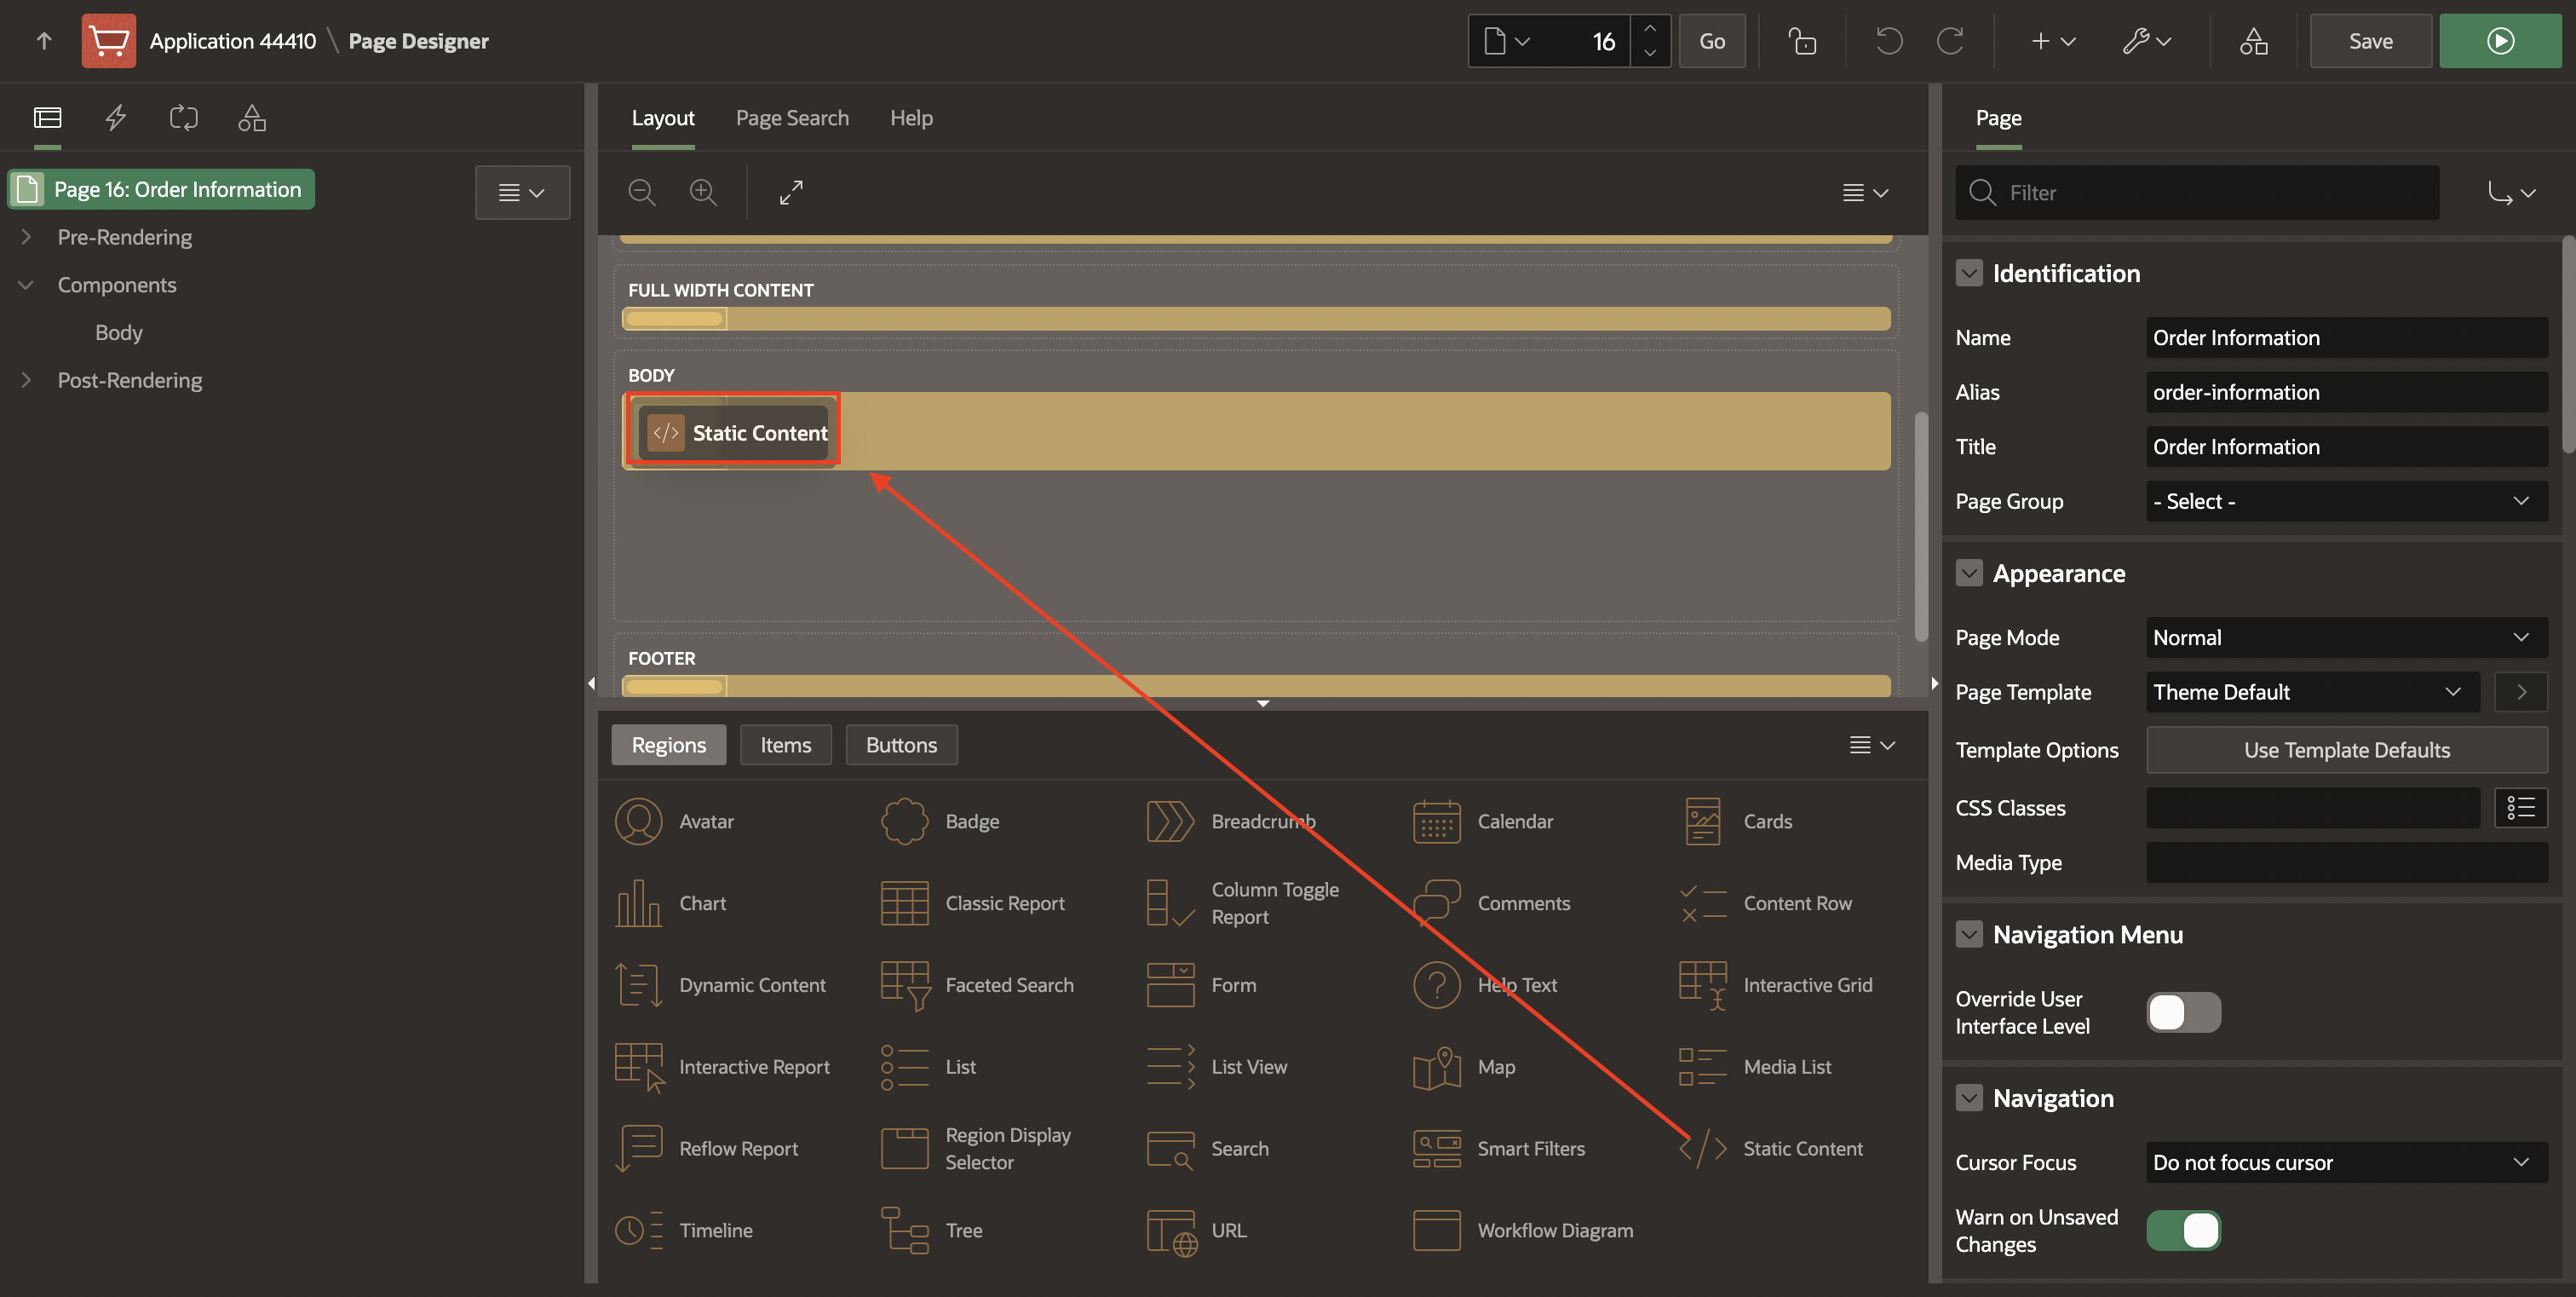 Application 44410 \ Page Designer
16
Go
Save
Page 16: Order Information
Pre-Rendering
Components
Body
Post-Rendering
Layout
Page Search
Help
FULL WIDTH CONTENT
BODY
Static Content
FOOTER
Regions
Items
Buttons
Avatar
Badge
Breadcrumb
Calendar
Cards
Chart
Classic Report
Column Toggle
Report
Comments
Content Row
Dynamic Content
Faceted Search
Form
Help Text
Interactive Grid
Interactive Report
List
List View
Map
Media List
Reflow Report
Region Display
Selector
Search
Smart Filters
Static Content
Timeline
Tree
URL
Workflow Diagram
Page
Filter
Identification
Name
Order Information
Alias
order-information
Title
Order Information
Page Group
- Select -
Appearance
Page Mode
Normal
Page Template
Theme Default
Template Options
Use Template Defaults
CSS Classes
Media Type
Navigation Menu
Override User
Interface Level
Navigation
Cursor Focus
Do not focus cursor
Warn on Unsaved
Changes